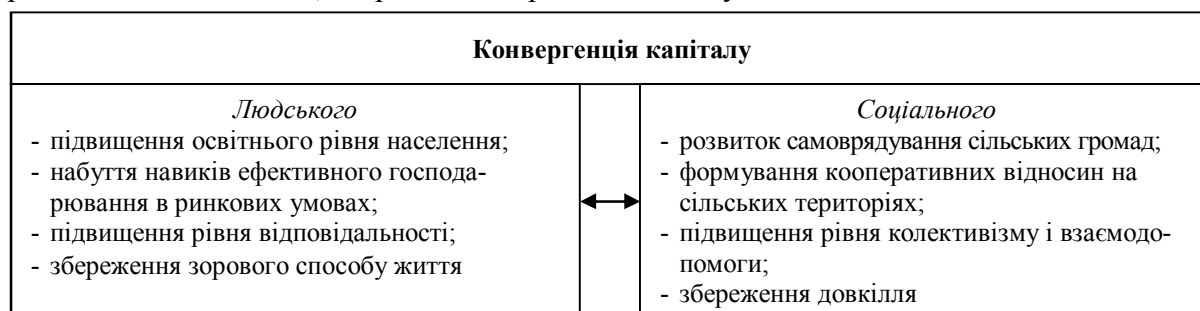 Конвергенція капіталу
Людського
- підвищення освітнього рівня населення;
- набуття навиків ефективного господа-
рювання в ринкових умовах;
- підвищення рівня відповідальності;
- збереження зорового способу життя
Соціального
- розвиток самоврядування сільських громад;
- формування кооперативних відносин на
сільських територіях;
- підвищення рівня колективізму і взаємодо-
помоги;
- збереження довкілля